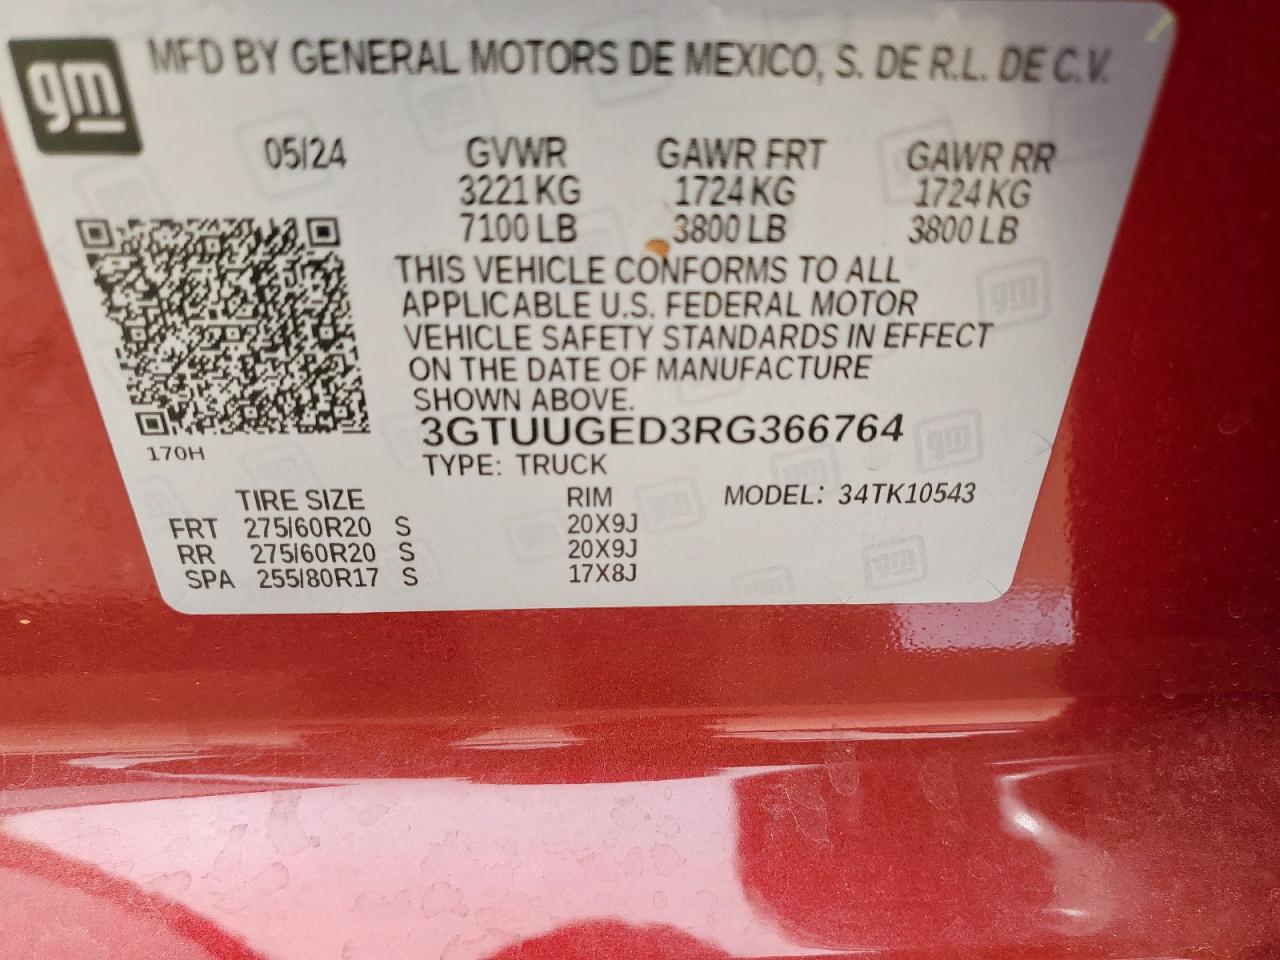 gm
MFD BY GENERAL MOTORS DE MEXICO, S. DE R.L. DE C.V.
05/24 GVWR GAWR FRT GAWR RR
3221 KG 1724 KG 1724 KG
7100 LB 3800 LB 3800 LB
THIS VEHICLE CONFORMS TO ALL
APPLICABLE U.S. FEDERAL MOTOR
VEHICLE SAFETY STANDARDS IN EFFECT
ON THE DATE OF MANUFACTURE
SHOWN ABOVE.
3GTUUGED3RG366764
170H
TYPE: TRUCK
TIRE SIZE RIM MODEL: 34TK10543
FRT 275/60R20 S 20X9J
RR 275/60R20 S 20X9J
SPA 255/80R17 S 17X8J